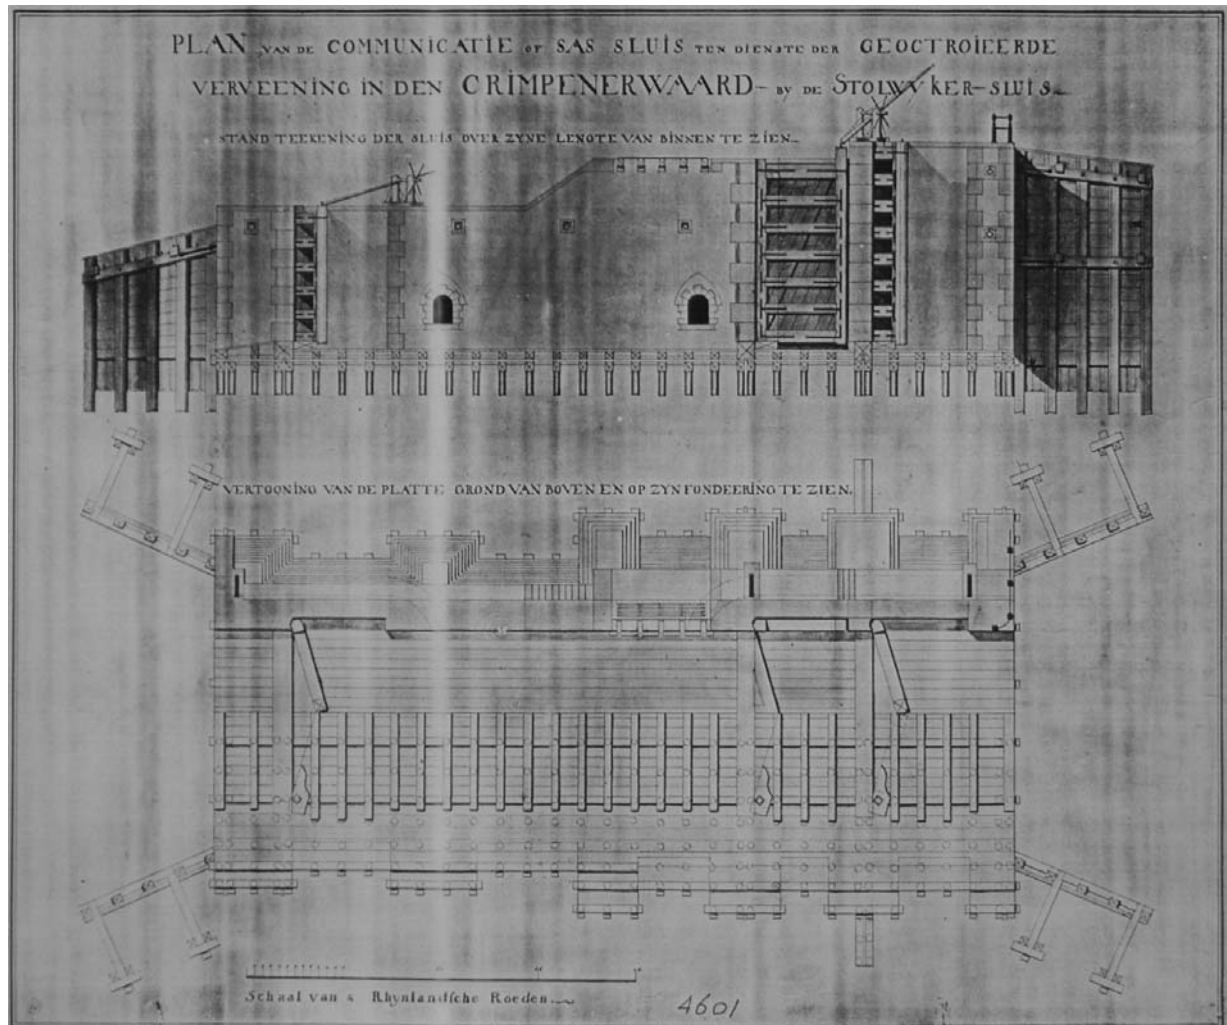 PLAN VAN DE COMMUNICATIE OF SAS SLUIS TEN DIENSTE DER GEOCTROIEERDE
VERVEENING IN DEN CRIMPENERWAARD – BY DE STOLWYKER-SLUIS.
STAND TEEKENING DER SLUIS OVER ZYNE LENGTE VAN BINNEN TE ZIEN.
VERTOONING VAN DE PLATTE GROND VAN BOVEN EN OP ZYN FONDEERING TE ZIEN.
Schaal van 4 Rhynlandsche Roeden.
4601